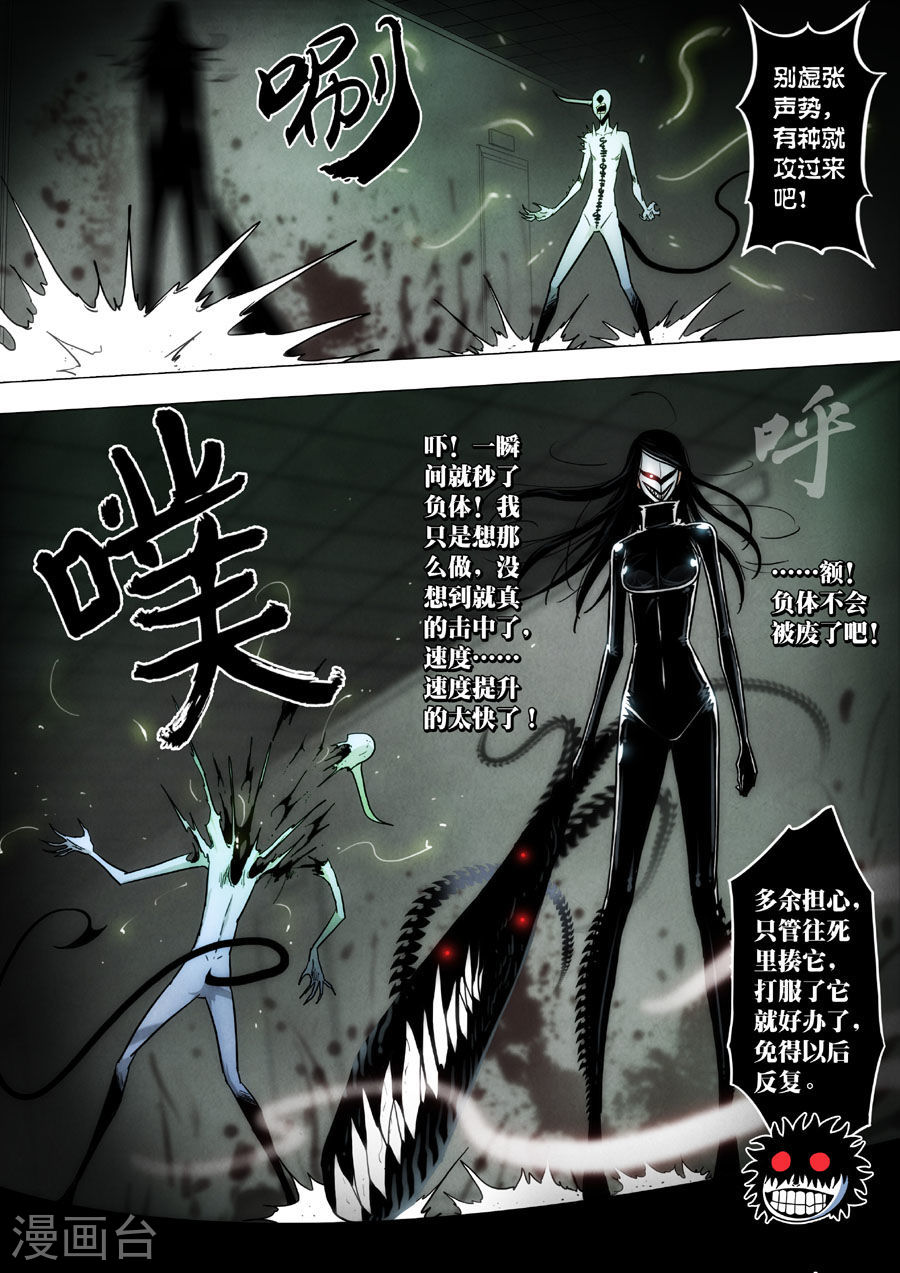 唰
别虚张
声势，
有种就
攻过来
吧！
噗
吓！一瞬
间就秒了
负体！我
只是想那
么做，没
想到就真
的击中了，
速度……
速度提升
的太快了！
呼
……额！
负体不会
被废了吧！
多余担心，
只管往死
里揍它，
打服了它
就好办了，
免得以后
反复。
漫画台